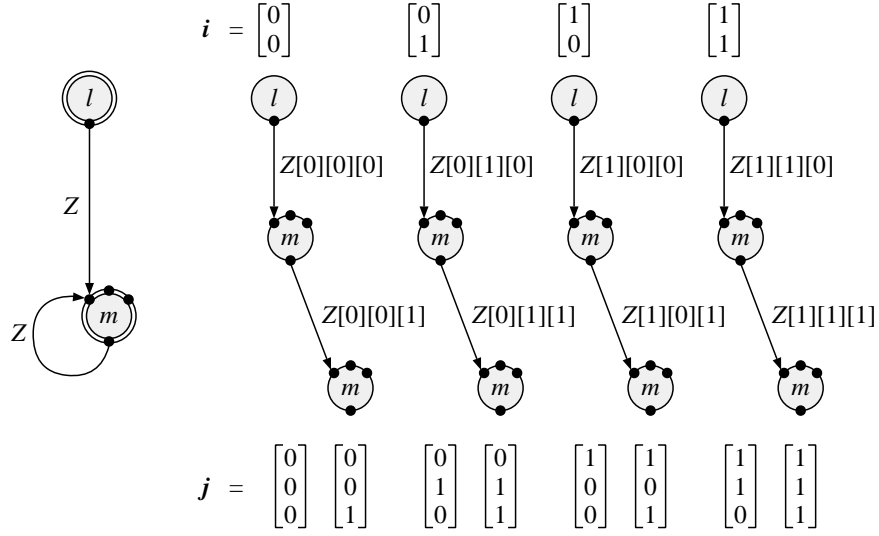 i = [0 0] [0 1] [1 0] [1 1]
l l l l l
Z[0][0][0] Z[0][1][0] Z[1][0][0] Z[1][1][0]
Z
m m m m
m
Z[0][0][1] Z[0][1][1] Z[1][0][1] Z[1][1][1]
Z
m m m m
j = [0 0 0] [0 0 1] [0 1 0] [0 1 1] [1 0 0] [1 0 1] [1 1 0] [1 1 1]